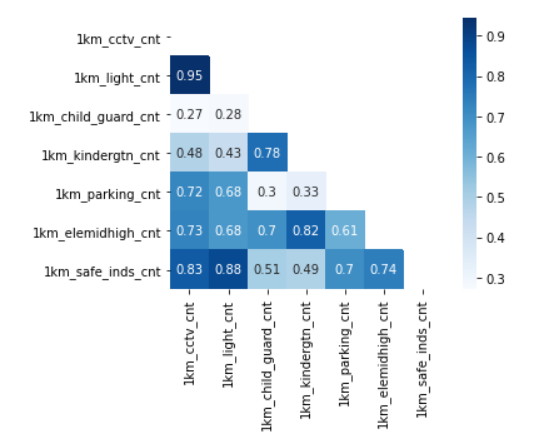 1km_cctv_cnt
1km_light_cnt 0.95
1km_child_guard_cnt 0.27 0.28
1km_kindergtn_cnt 0.48 0.43 0.78
1km_parking_cnt 0.72 0.68 0.3 0.33
1km_elemidhigh_cnt 0.73 0.68 0.7 0.82 0.61
1km_safe_inds_cnt 0.83 0.88 0.51 0.49 0.7 0.74
1km_cctv_cnt
1km_light_cnt
1km_child_guard_cnt
1km_kindergtn_cnt
1km_parking_cnt
1km_elemidhigh_cnt
1km_safe_inds_cnt
0.9
0.8
0.7
0.6
0.5
0.4
0.3